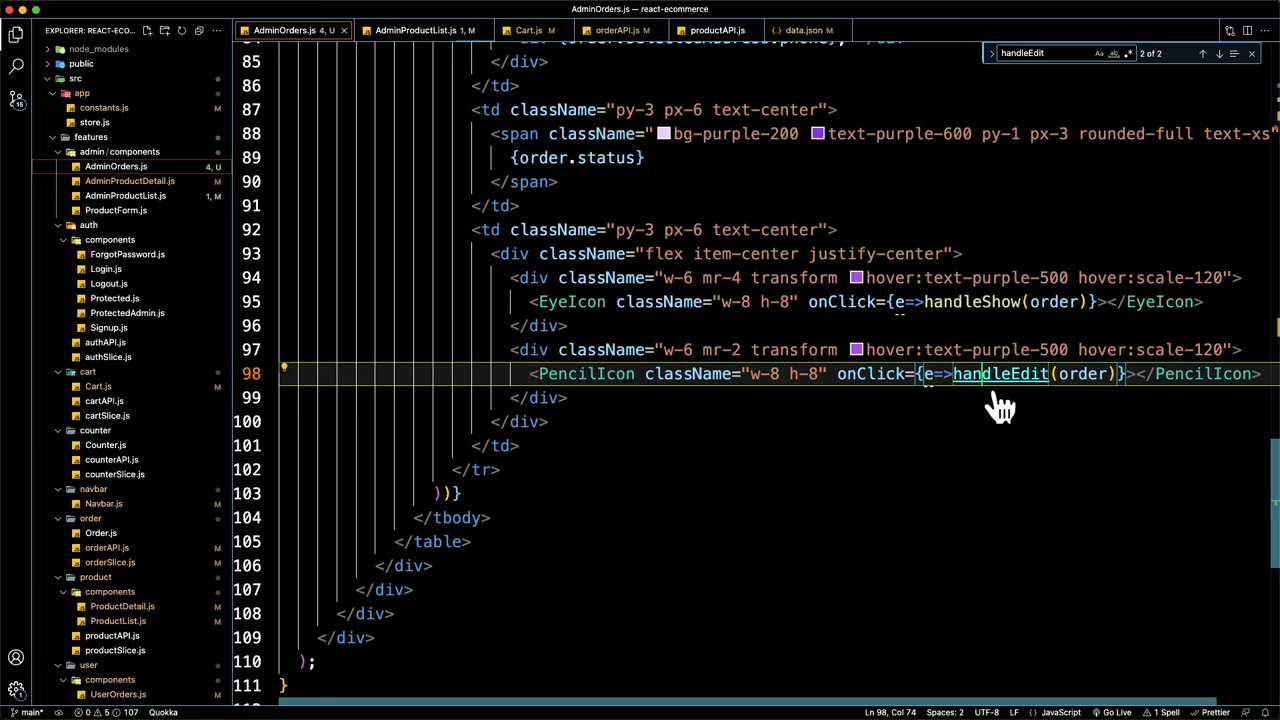 AdminOrders.js — react-ecommerce
EXPLORER: REACT-ECO...
AdminOrders.js 4, U
AdminProductList.js 1, M
Cart.js M
orderAPI.js M
productAPI.js
data.json M
handleEdit
Aa
ab
2 of 2
node_modules
public
src
app
constants.js M
store.js
features
admin/components
AdminOrders.js 4, U
AdminProductDetail.js M
AdminProductList.js 1, M
ProductForm.js
auth
components
ForgotPassword.js
Login.js
Logout.js
Protected.js
ProtectedAdmin.js
Signup.js
authAPI.js
authSlice.js
cart
Cart.js M
cartAPI.js
cartSlice.js
counter
Counter.js
counterAPI.js
counterSlice.js
navbar
Navbar.js M
order
Order.js
orderAPI.js M
orderSlice.js M
product
components
ProductDetail.js M
ProductList.js M
productAPI.js
productSlice.js
user
components
UserOrders.js M
15
1
85 </div>
86 </td>
87 <td className="py-3 px-6 text-center">
88 <span className="bg-purple-200 text-purple-600 py-1 px-3 rounded-full text-xs"
89 {order.status}
90 </span>
91 </td>
92 <td className="py-3 px-6 text-center">
93 <div className="flex item-center justify-center">
94 <div className="w-6 mr-4 transform hover:text-purple-500 hover:scale-120">
95 <EyeIcon className="w-8 h-8" onClick={e=>handleShow(order)}></EyeIcon>
96 </div>
97 <div className="w-6 mr-2 transform hover:text-purple-500 hover:scale-120">
98 <PencilIcon className="w-8 h-8" onClick={e=>handleEdit(order)}></PencilIcon>
99 </div>
100 </div>
101 </td>
102 </tr>
103 ))}
104 </tbody>
105 </table>
106 </div>
107 </div>
108 </div>
109 </div>
110 );
111 }
main* 0 5 107 Quokka
Ln 98, Col 74 Spaces: 2 UTF-8 LF {} JavaScript Go Live 1 Spell Prettier